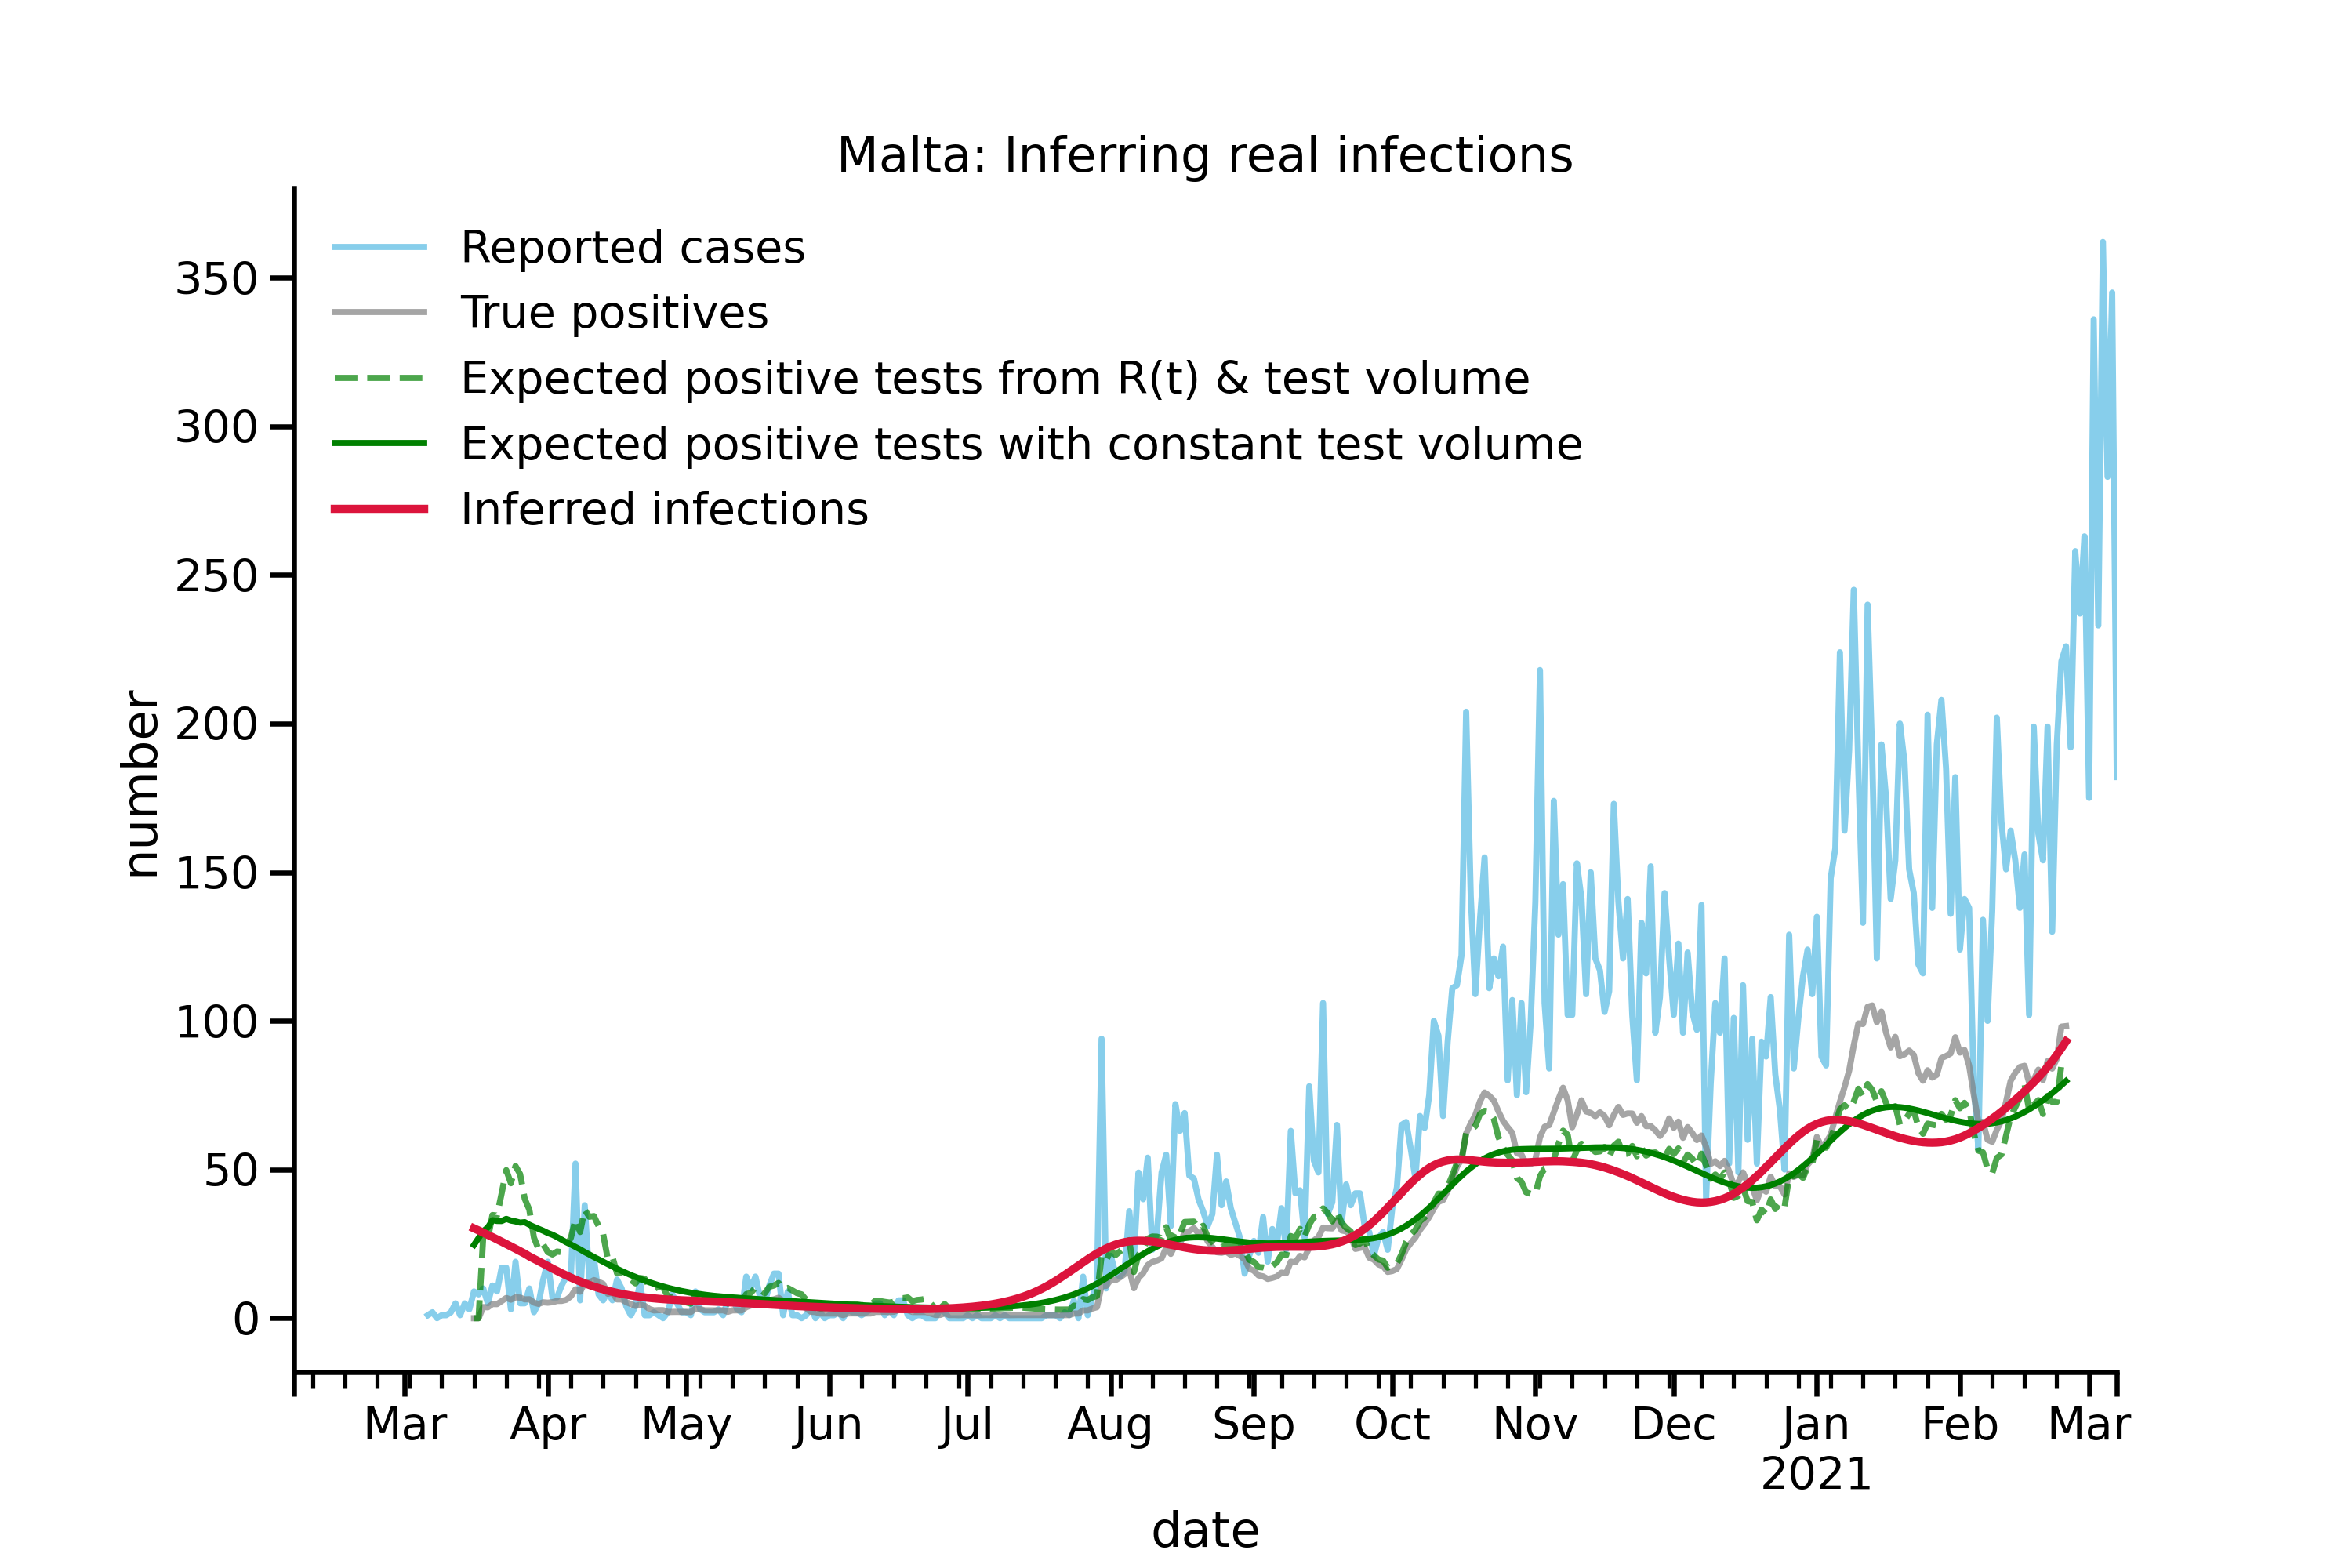 Malta: Inferring real infections
Reported cases
True positives
Expected positive tests from R(t) & test volume
Expected positive tests with constant test volume
Inferred infections
350
300
250
200
150
100
50
0
number
Mar Apr May Jun Jul Aug Sep Oct Nov Dec Jan Feb Mar
2021
date